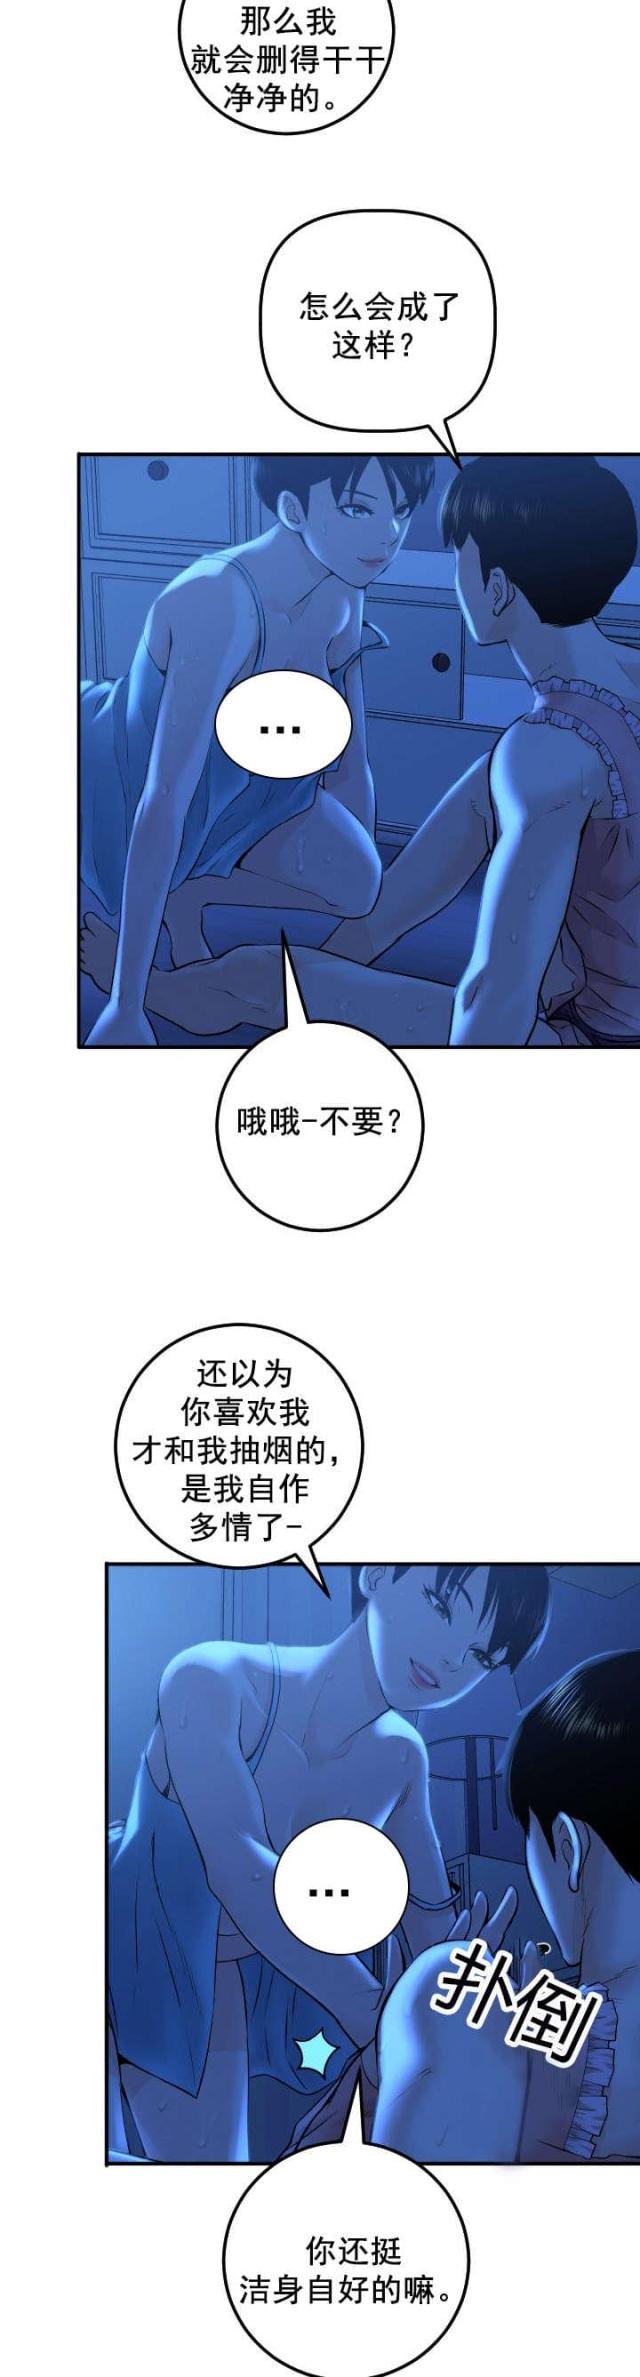 那么我
就会删得干干
净净的。
怎么会成了
这样？
...
哦哦-不要？
还以为
你喜欢我
才和我抽烟的，
是我自作
多情了-
...
扑倒
你还挺
洁身自好的嘛。